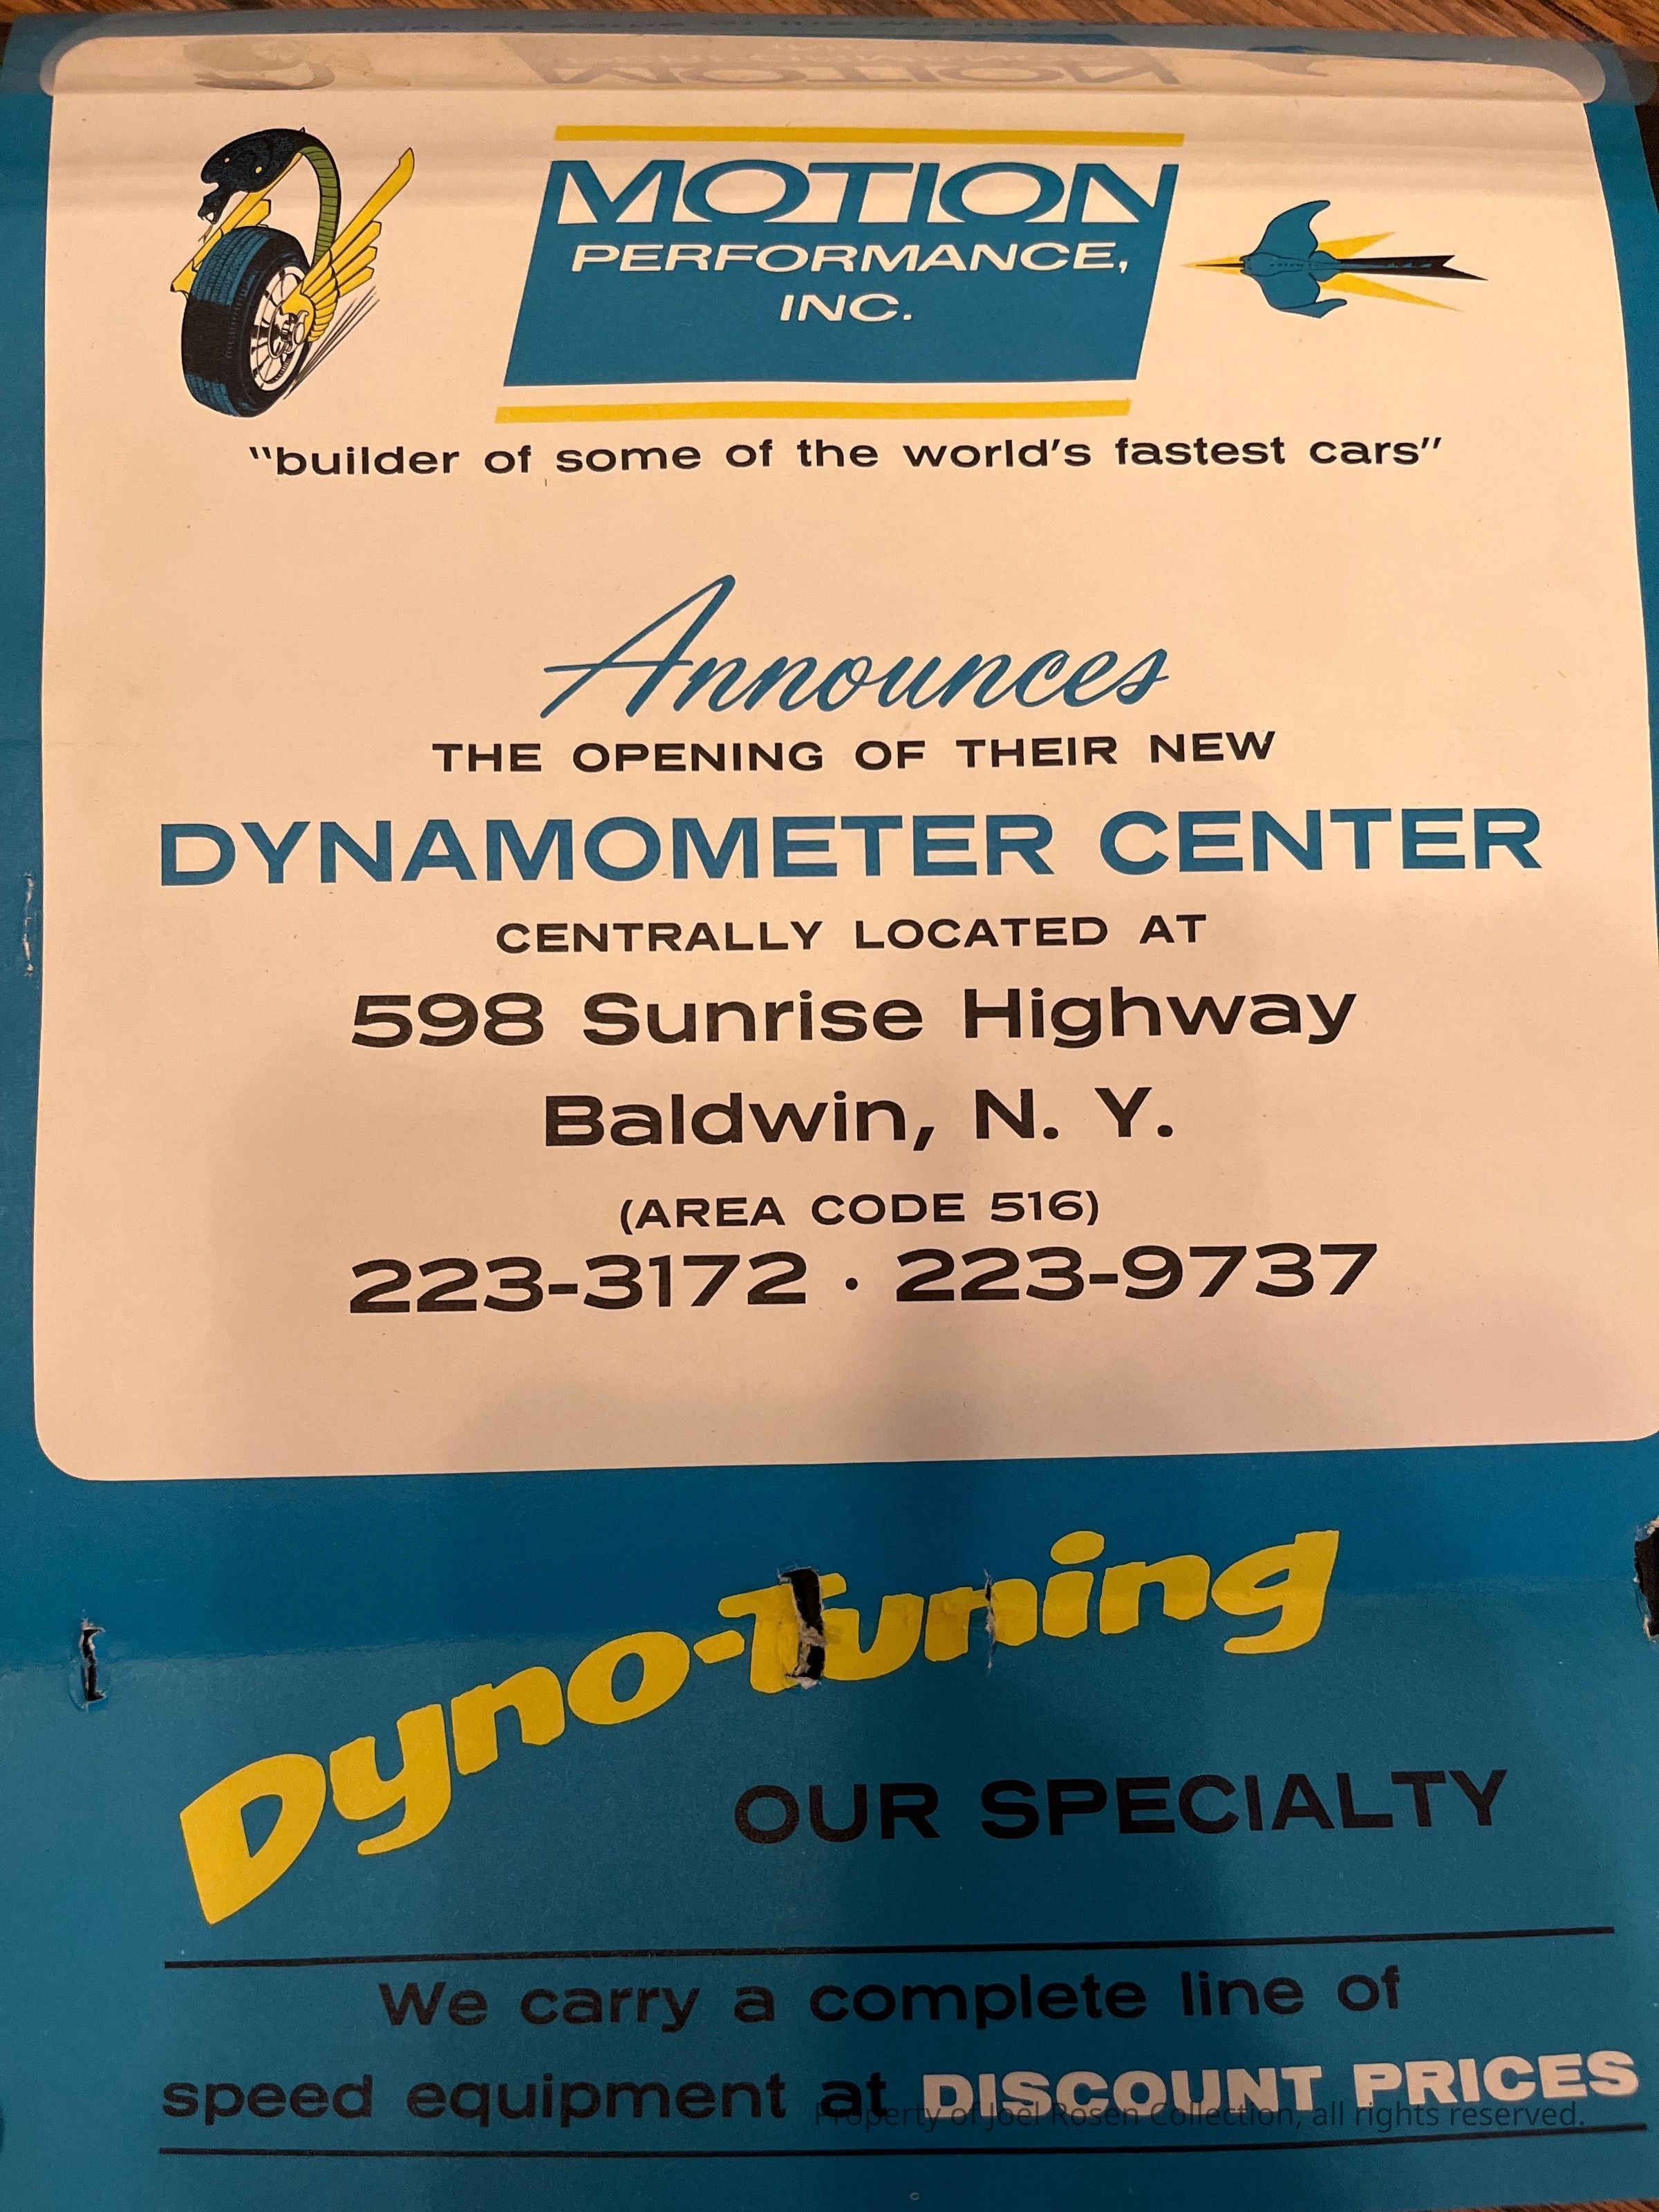 MOTION
PERFORMANCE,
INC.
"builder of some of the world's fastest cars"
Announces
THE OPENING OF THEIR NEW
DYNAMOMETER CENTER
CENTRALLY LOCATED AT
598 Sunrise Highway
Baldwin, N. Y.
(AREA CODE 516)
223-3172 · 223-9737
Dyno-Tuning
OUR SPECIALTY
We carry a complete line of
speed equipment at DISCOUNT PRICES
Property of Joel Rosen Collection, all rights reserved.